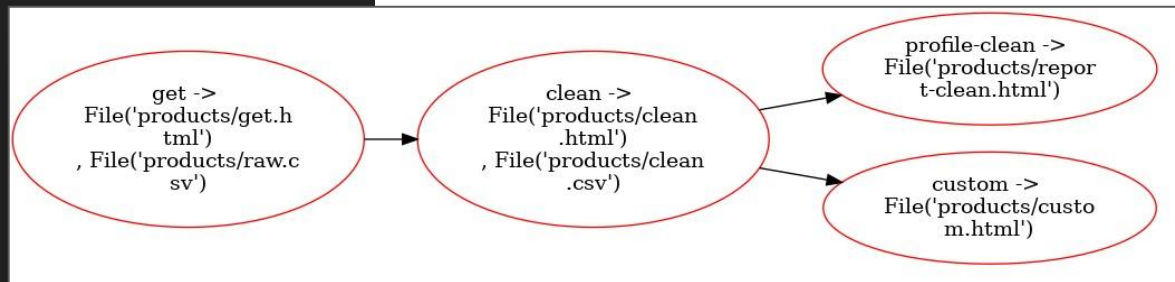 get ->
File('products/get.h
tml')
, File('products/raw.c
sv')
clean ->
File('products/clean
.html')
, File('products/clean
.csv')
profile-clean ->
File('products/repor
t-clean.html')
custom ->
File('products/custo
m.html')